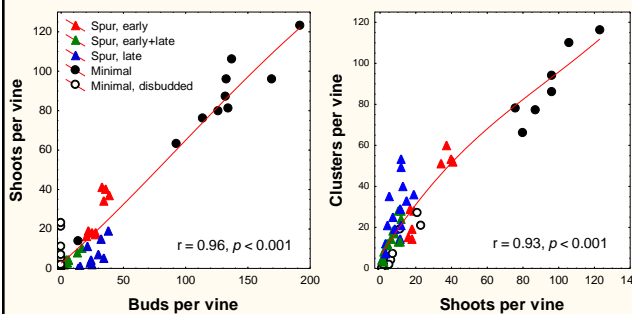 Spur, early
Spur, early+late
Spur, late
Minimal
Minimal, disbudded
120
100
80
60
40
20
0
Shoots per vine
r = 0.96, p < 0.001
0 50 100 150 200
Buds per vine
120
100
80
60
40
20
0
Clusters per vine
r = 0.93, p < 0.001
0 20 40 60 80 100 120
Shoots per vine